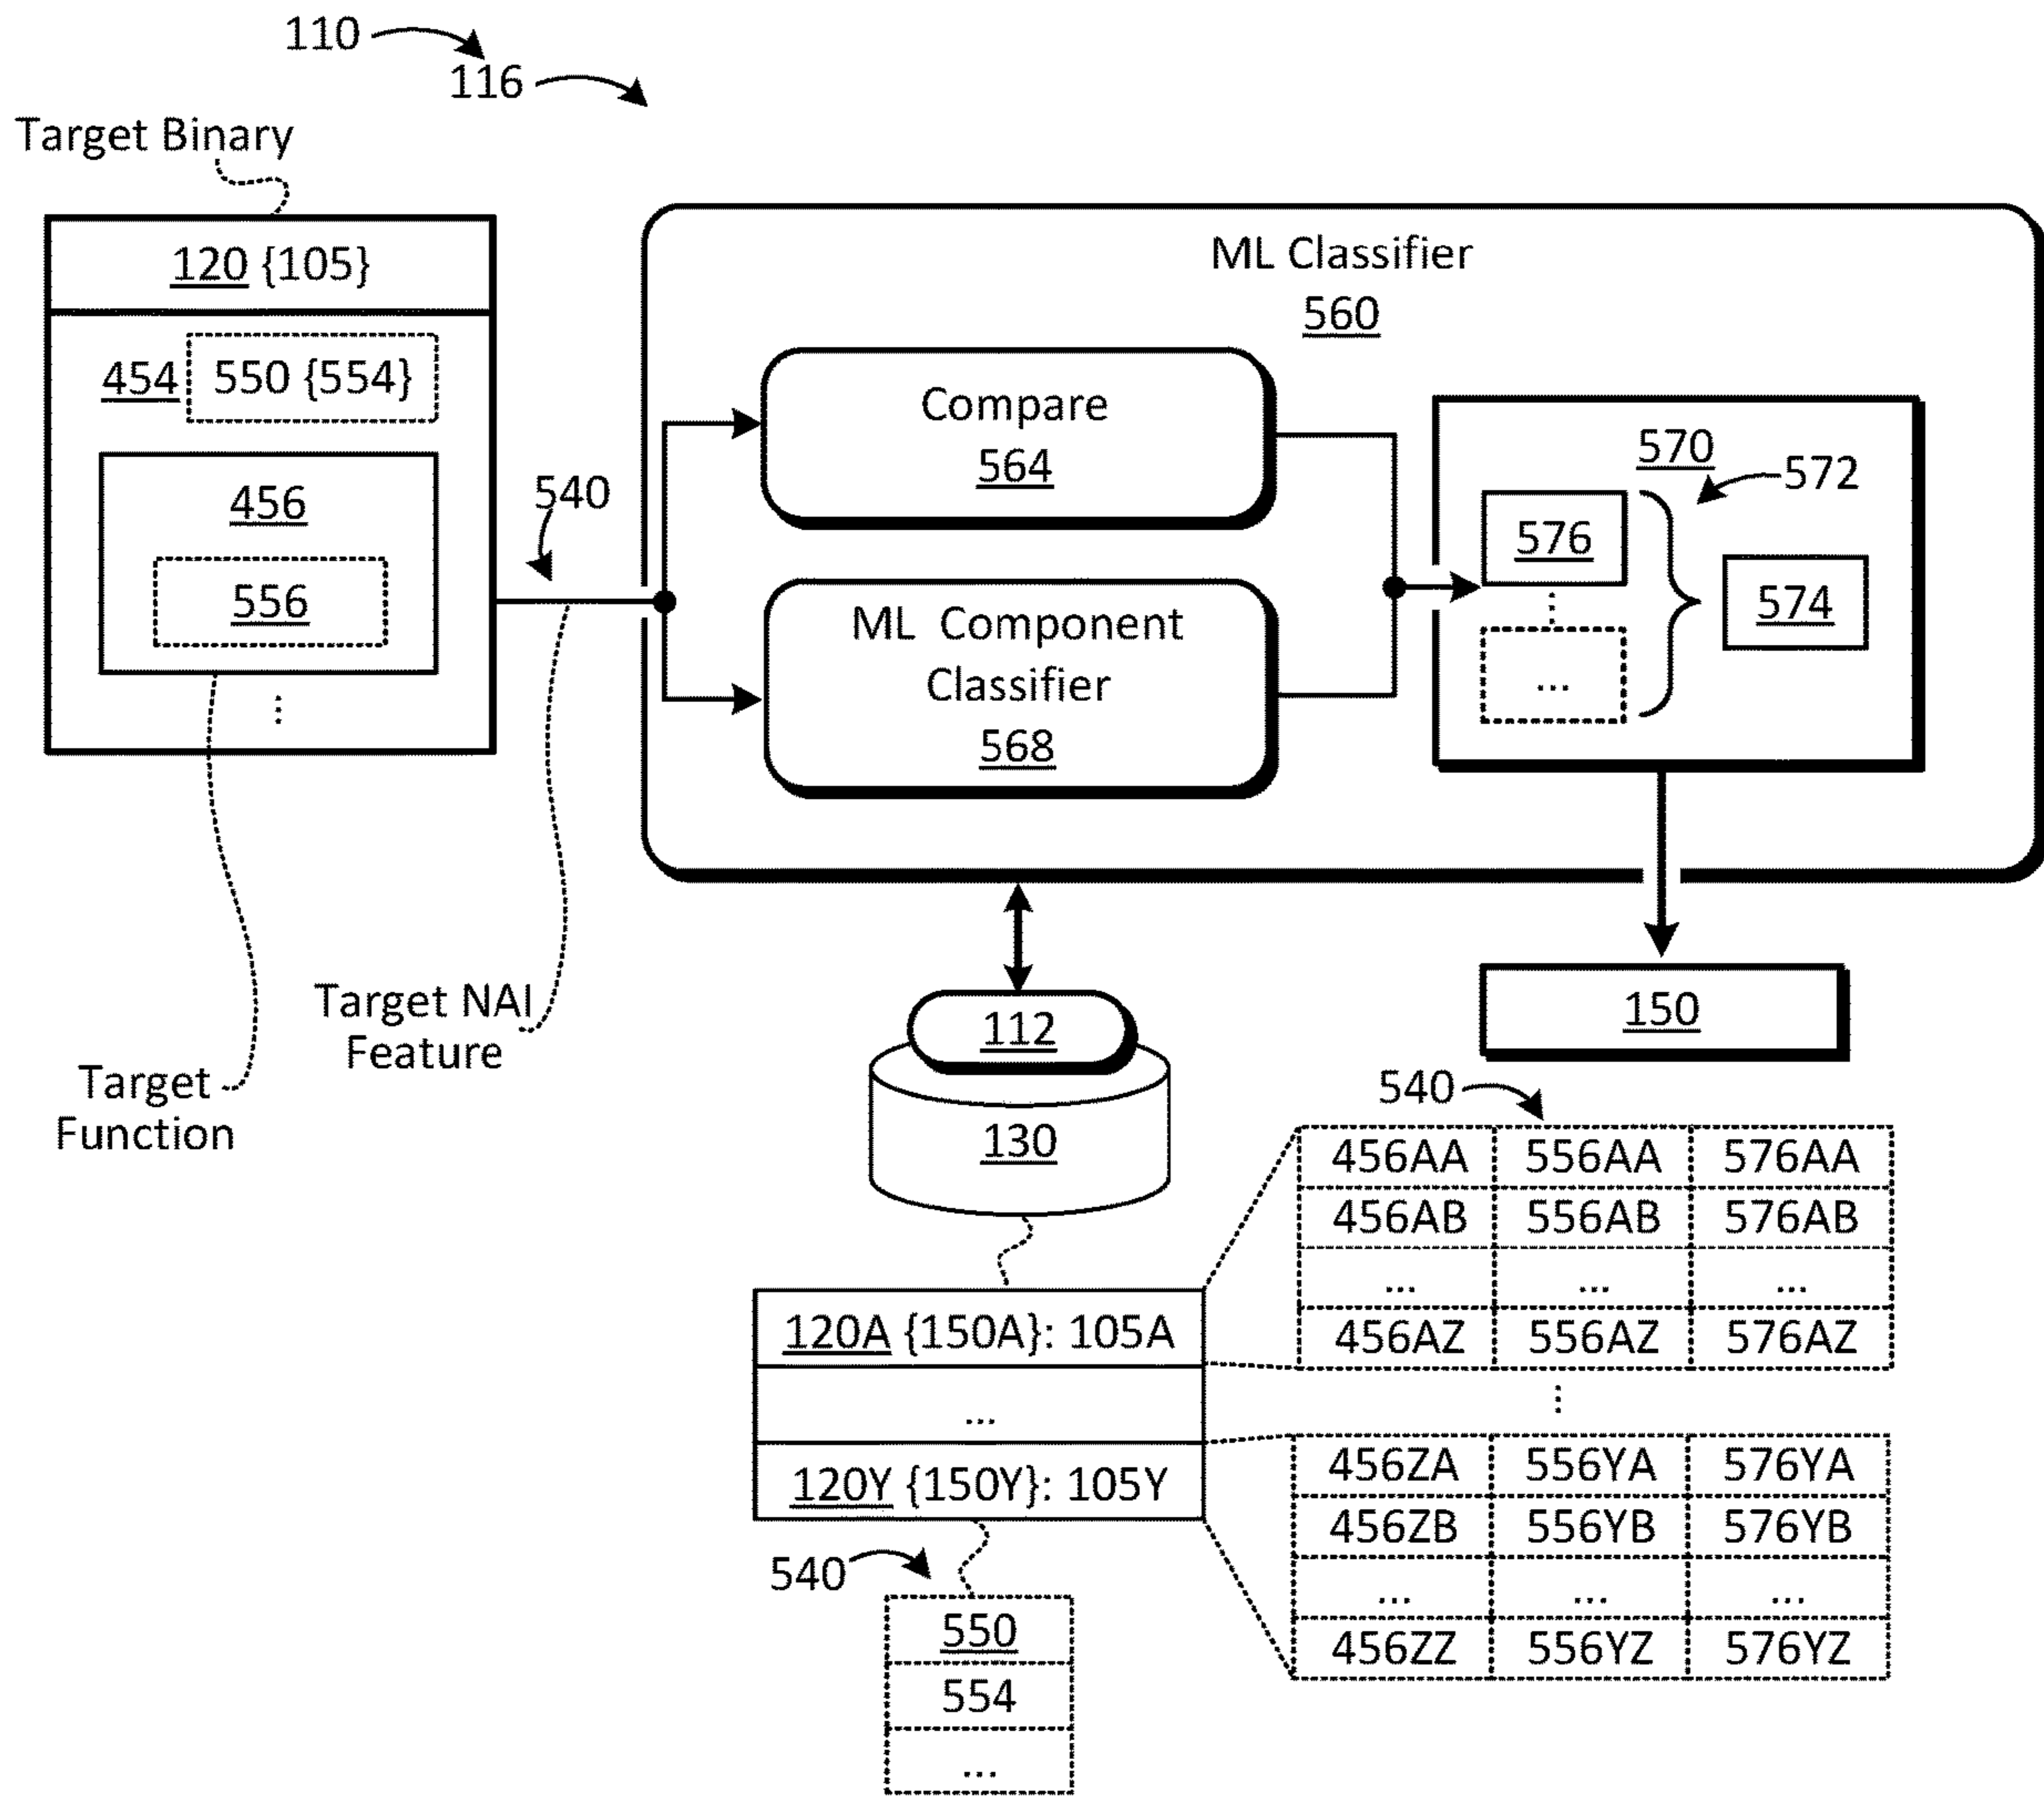 110
116
Target Binary
120 {105}
454
550 {554}
456
556
⋮
540
Target NAI
Feature
Target
Function
ML Classifier
560
Compare
564
ML Component
Classifier
568
570
572
576
⋮
...
574
150
112
130
120A {150A}: 105A
...
120Y {150Y}: 105Y
540
550
554
...
540
456AA 556AA 576AA
456AB 556AB 576AB
... ... ...
456AZ 556AZ 576AZ
⋮
456ZA 556YA 576YA
456ZB 556YB 576YB
... ... ...
456ZZ 556YZ 576YZ